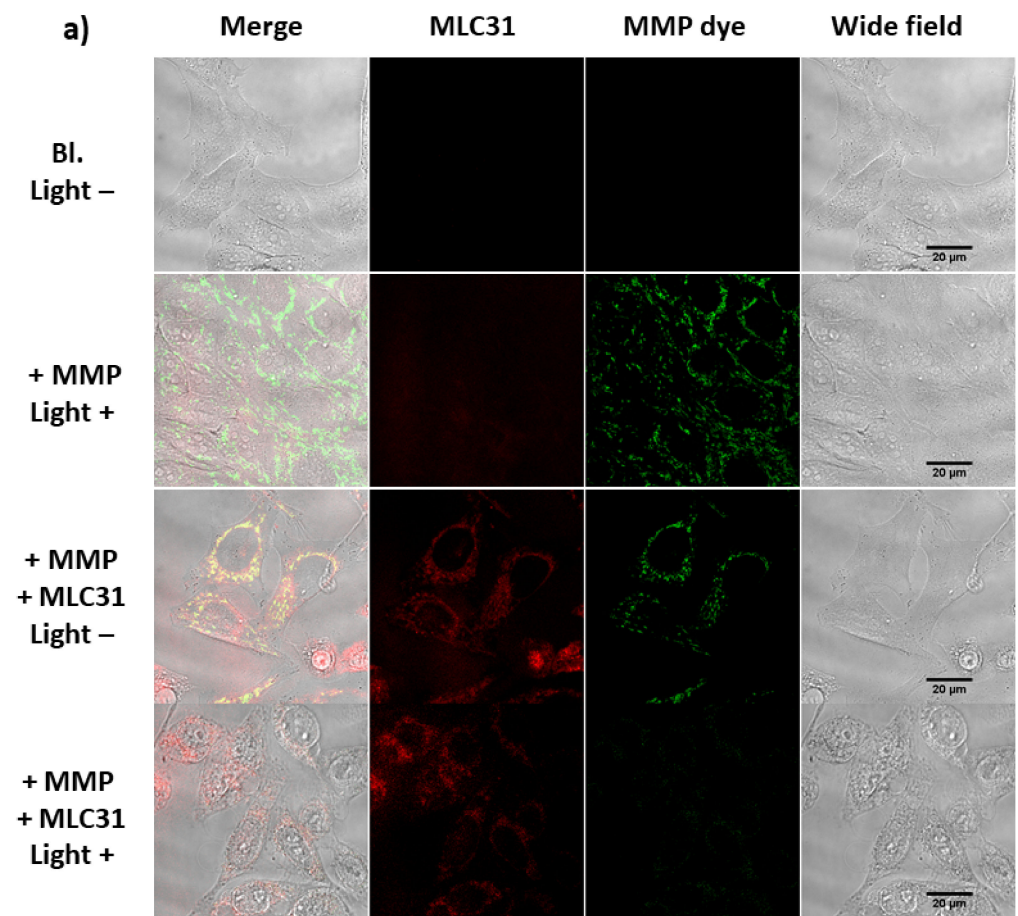 a)
Merge MLC31 MMP dye Wide field
Bl.
Light –
20 µm
+ MMP
Light +
20 µm
+ MMP
+ MLC31
Light –
20 µm
+ MMP
+ MLC31
Light +
20 µm